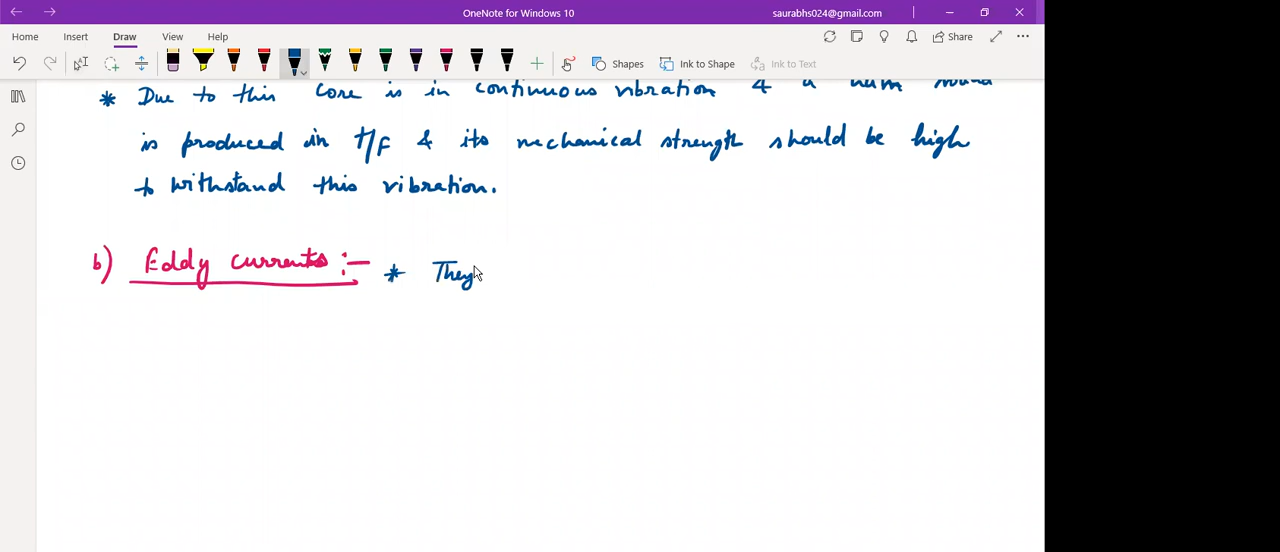 OneNote for Windows 10
saurabhs024@gmail.com
Home Insert Draw View Help
Share
Shapes Ink to Shape Ink to Text
* Due to this core is in continuous vibration & a hum sound
is produced in T/F & its mechanical strength should be high
to withstand this vibration.
b) Eddy currents :- * They